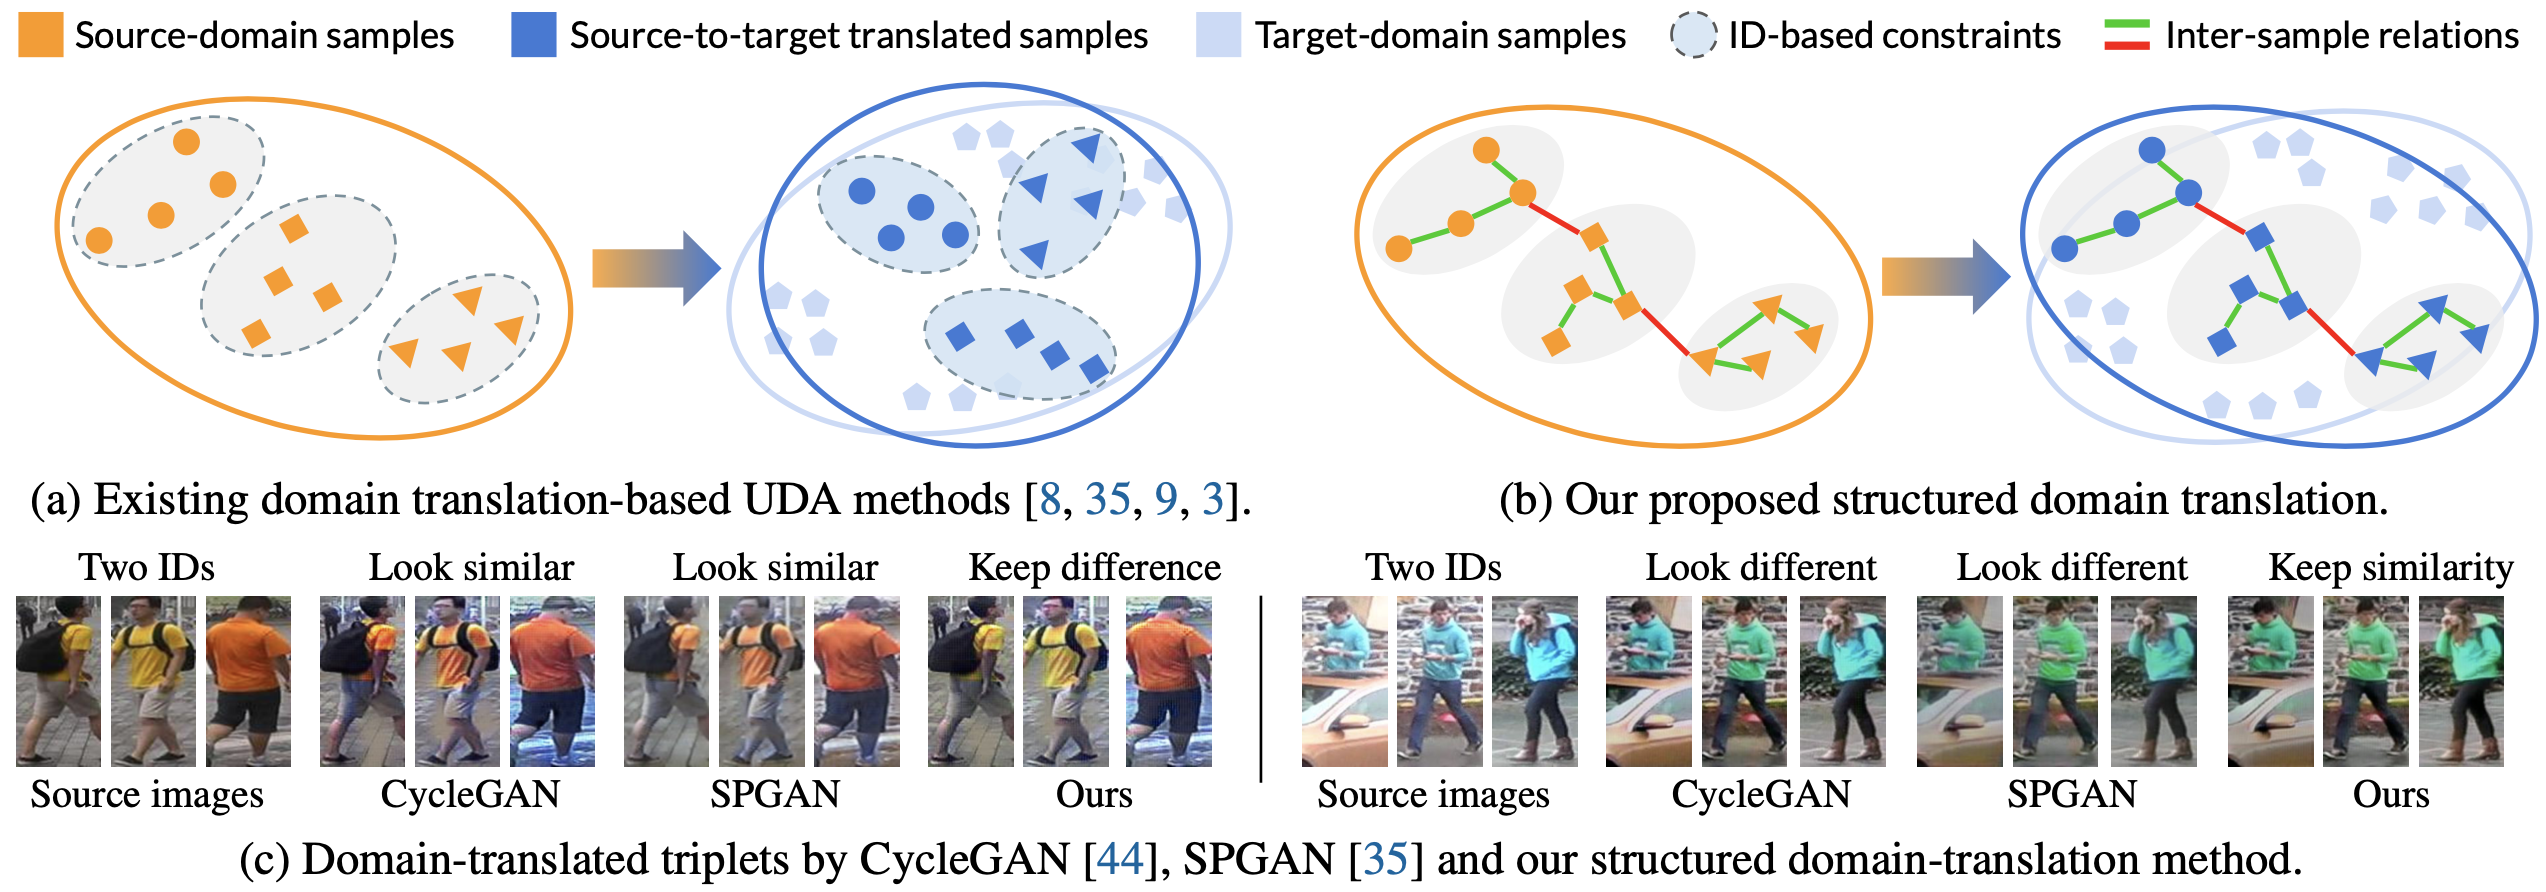 Source-domain samples Source-to-target translated samples Target-domain samples ID-based constraints Inter-sample relations
(a) Existing domain translation-based UDA methods [8, 35, 9, 3].
(b) Our proposed structured domain translation.
Two IDs Look similar Look similar Keep difference
Two IDs Look different Look different Keep similarity
Source images CycleGAN SPGAN Ours
Source images CycleGAN SPGAN Ours
(c) Domain-translated triplets by CycleGAN [44], SPGAN [35] and our structured domain-translation method.